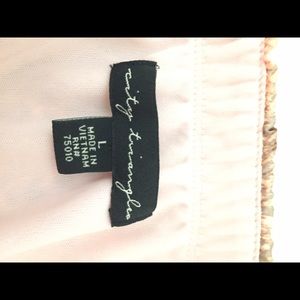 city triangles
L
MADE IN
VIETNAM
RN#
75010